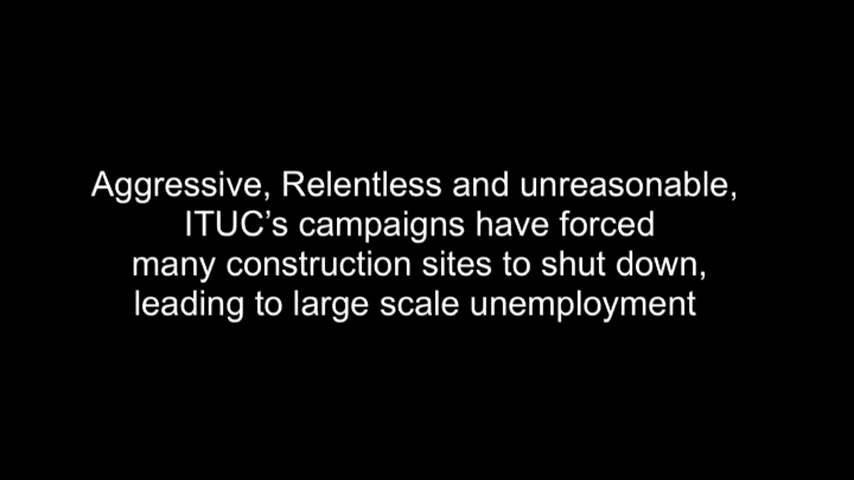 Aggressive, Relentless and unreasonable,
ITUC’s campaigns have forced
many construction sites to shut down,
leading to large scale unemployment